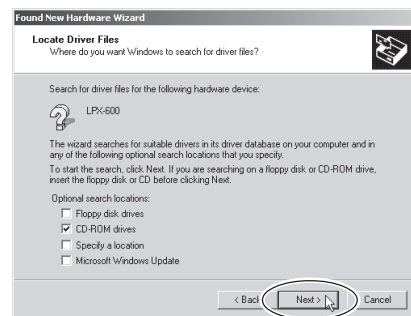 Found New Hardware Wizard
Locate Driver Files
Where do you want Windows to search for driver files?
Search for driver files for the following hardware device:
LPX-600
The wizard searches for suitable drivers in its driver database on your computer and in
any of the following optional search locations that you specify.
To start the search, click Next. If you are searching on a floppy disk or CD-ROM drive,
insert the floppy disk or CD before clicking Next.
Optional search locations:
Floppy disk drives
CD-ROM drives
Specify a location
Microsoft Windows Update
< Back Next > Cancel